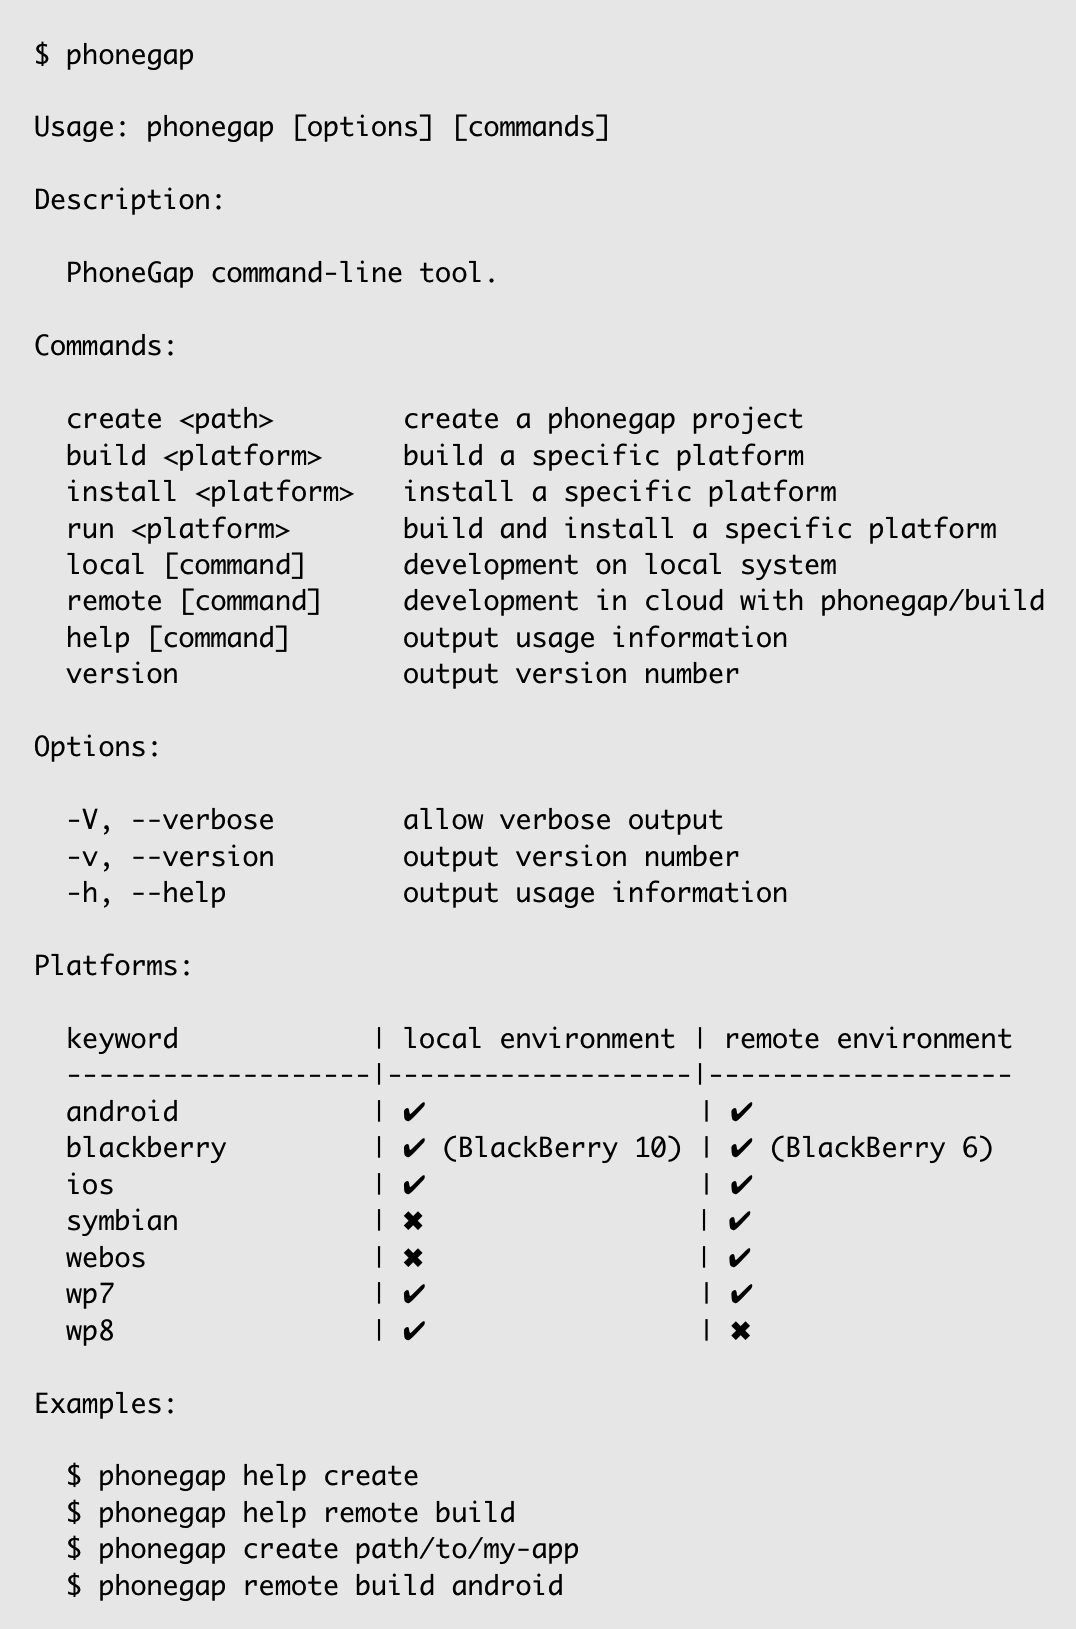 $ phonegap
Usage: phonegap [options] [commands]
Description:
  PhoneGap command-line tool.
Commands:
  create <path>        create a phonegap project
  build <platform>     build a specific platform
  install <platform>   install a specific platform
  run <platform>       build and install a specific platform
  local [command]      development on local system
  remote [command]     development in cloud with phonegap/build
  help [command]       output usage information
  version              output version number
Options:
  -V, --verbose        allow verbose output
  -v, --version        output version number
  -h, --help           output usage information
Platforms:
  keyword            | local environment | remote environment
  -------------------|-------------------|-------------------
  android            | ✔                 | ✔
  blackberry         | ✔ (BlackBerry 10) | ✔ (BlackBerry 6)
  ios                | ✔                 | ✔
  symbian            | ✖                 | ✔
  webos              | ✖                 | ✔
  wp7                | ✔                 | ✔
  wp8                | ✔                 | ✖
Examples:
  $ phonegap help create
  $ phonegap help remote build
  $ phonegap create path/to/my-app
  $ phonegap remote build android